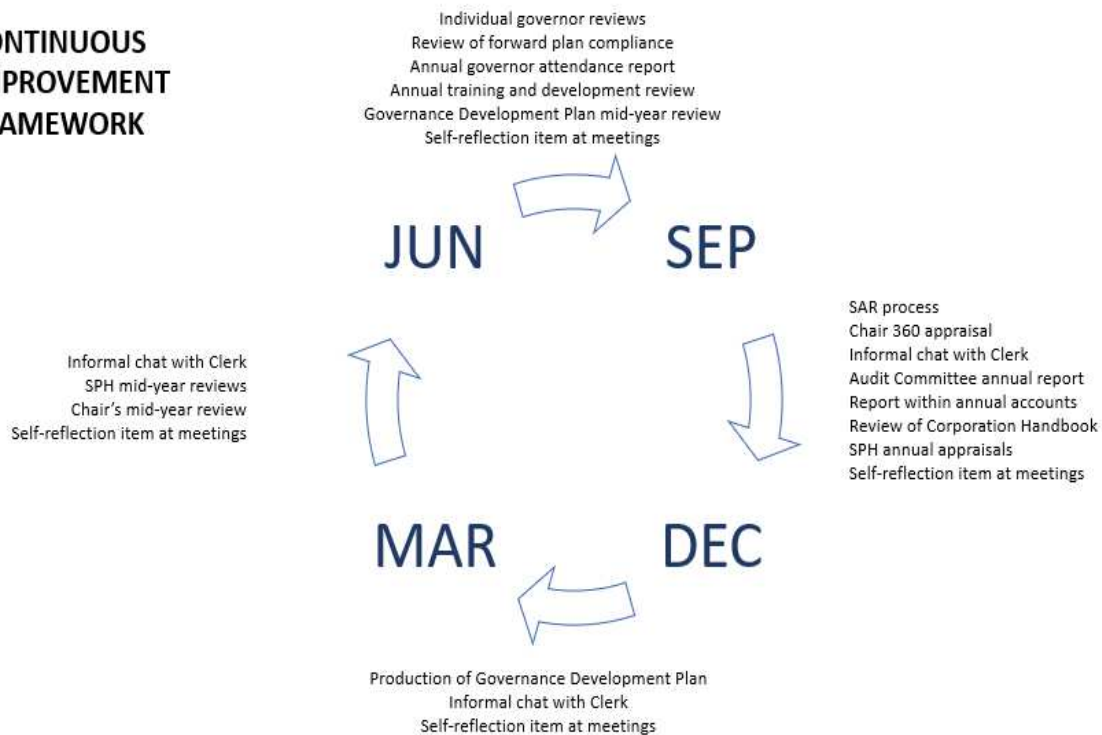 ONTINUOUS
PROVEMENT
AMEWORK
Individual governor reviews
Review of forward plan compliance
Annual governor attendance report
Annual training and development review
Governance Development Plan mid-year review
Self-reflection item at meetings
JUN
SEP
SAR process
Chair 360 appraisal
Informal chat with Clerk
Audit Committee annual report
Report within annual accounts
Review of Corporation Handbook
SPH annual appraisals
Self-reflection item at meetings
Informal chat with Clerk
SPH mid-year reviews
Chair's mid-year review
Self-reflection item at meetings
MAR
DEC
Production of Governance Development Plan
Informal chat with Clerk
Self-reflection item at meetings